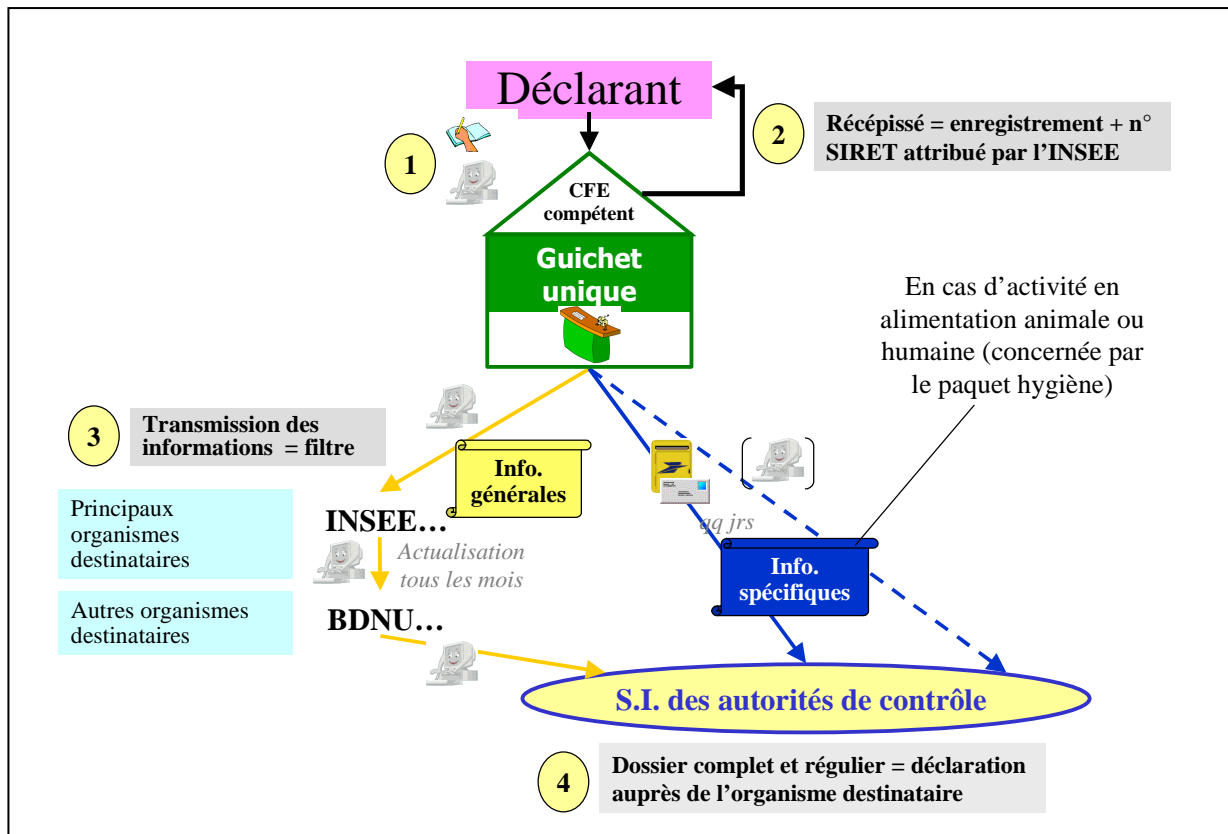 Déclarant
1
2
Récépissé = enregistrement + n°
SIRET attribué par l'INSEE
CFE
compétent
Guichet
unique
En cas d'activité en
alimentation animale ou
humaine (concernée par
le paquet hygiène)
3
Transmission des
informations = filtre
Info.
générales
qq jrs
Principaux
organismes
destinataires
INSEE…
Actualisation
tous les mois
Info.
spécifiques
Autres organismes
destinataires
BDNU…
S.I. des autorités de contrôle
4
Dossier complet et régulier = déclaration
auprès de l'organisme destinataire